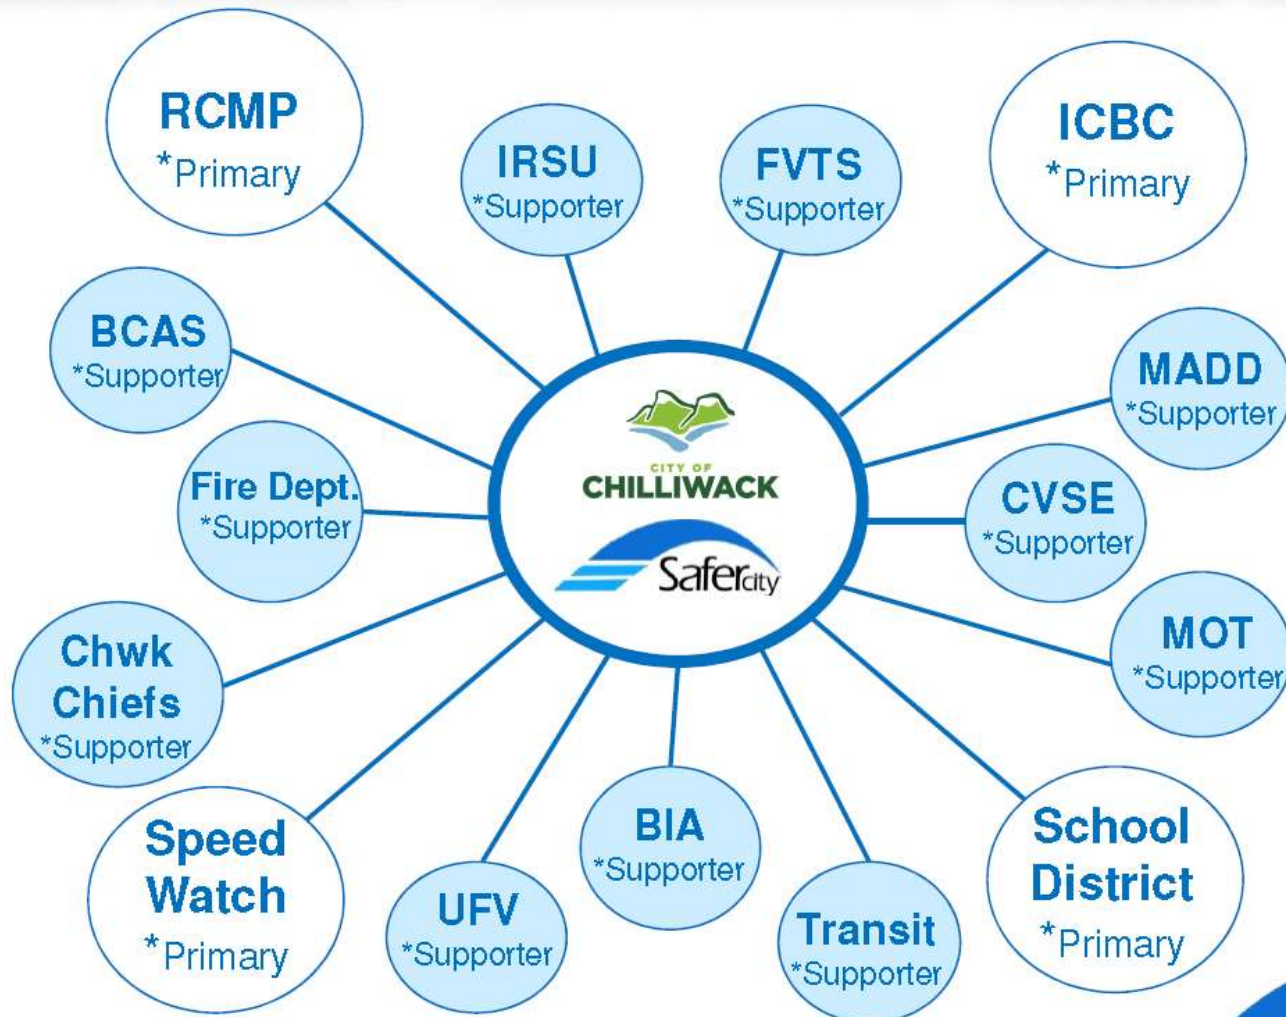 RCMP
*Primary
IRSU
*Supporter
FVTS
*Supporter
ICBC
*Primary
BCAS
*Supporter
MADD
*Supporter
CITY OF
CHILLIWACK
Safercity
Fire Dept.
*Supporter
CVSE
*Supporter
Chwk
Chiefs
*Supporter
MOT
*Supporter
Speed
Watch
*Primary
UFV
*Supporter
BIA
*Supporter
Transit
*Supporter
School
District
*Primary